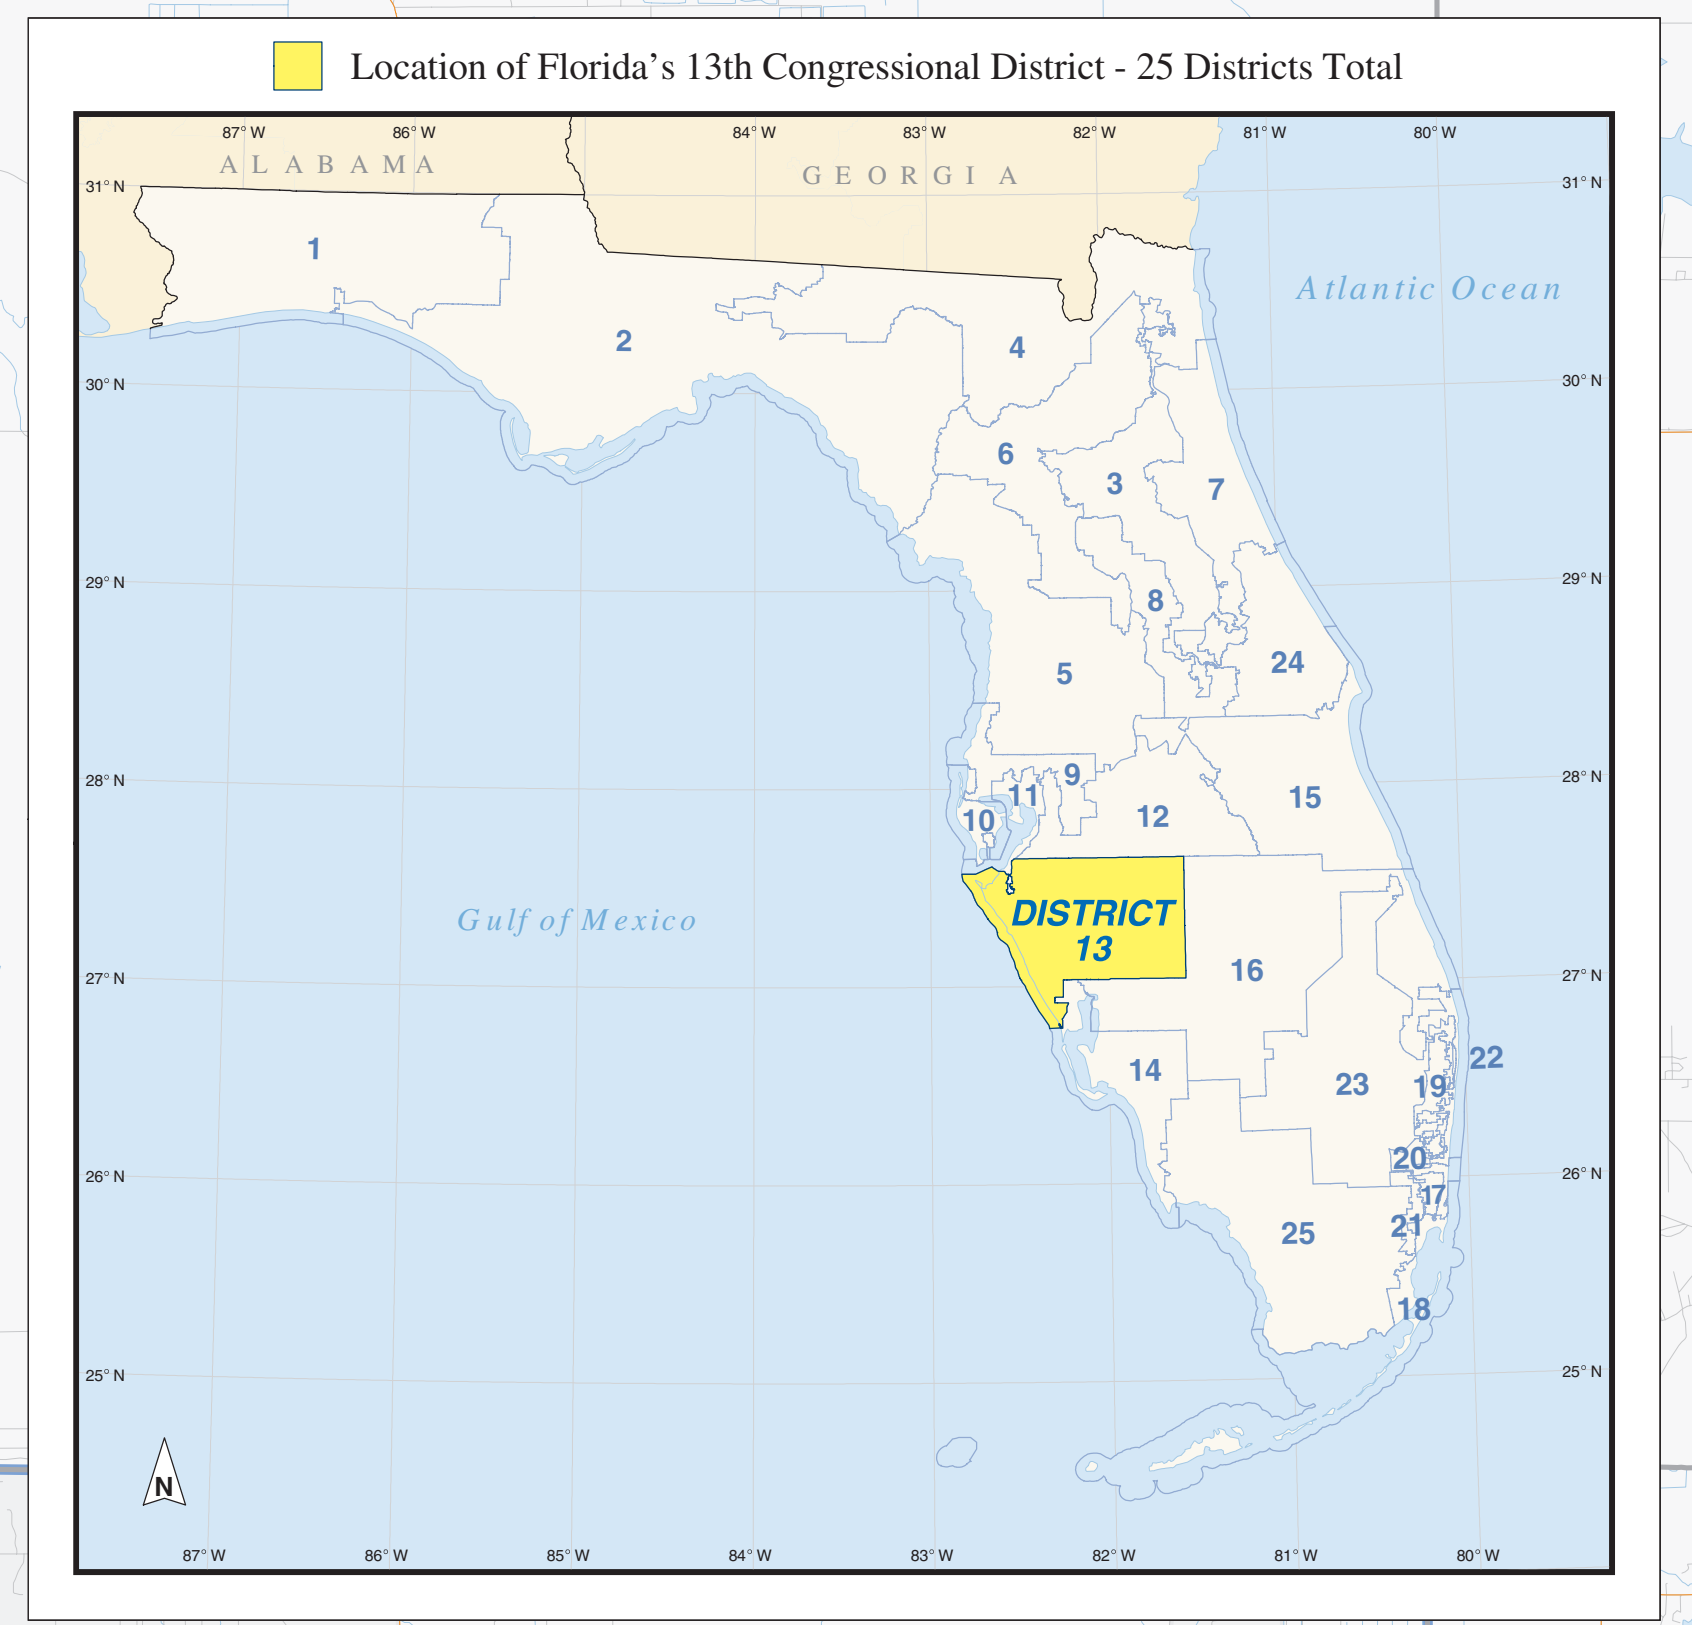 Location of Florida's 13th Congressional District - 25 Districts Total
87° W
86° W
84° W
83° W
82° W
81° W
80° W
ALABAMA
GEORGIA
31° N
31° N
1
Atlantic Ocean
2
4
30° N
30° N
6
3
7
29° N
29° N
8
24
5
28° N
28° N
9
11
10
12
15
DISTRICT
13
Gulf of Mexico
16
27° N
27° N
14
22
23
19
20
26° N
26° N
17
21
25
18
25° N
25° N
N
87° W
86° W
85° W
84° W
83° W
82° W
81° W
80° W